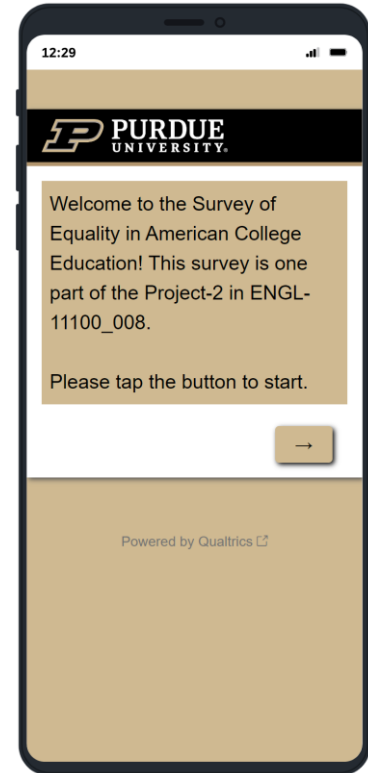 12:29
PURDUE
UNIVERSITY.
Welcome to the Survey of
Equality in American College
Education! This survey is one
part of the Project-2 in ENGL-
11100_008.
Please tap the button to start.
→
Powered by Qualtrics